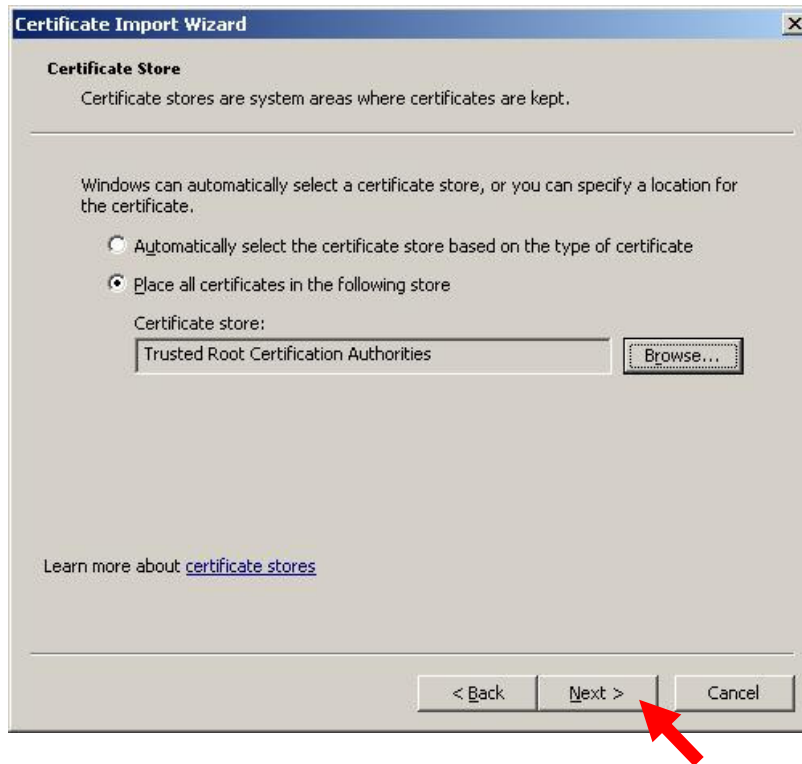 Certificate Import Wizard
Certificate Store
Certificate stores are system areas where certificates are kept.
Windows can automatically select a certificate store, or you can specify a location for
the certificate.
Automatically select the certificate store based on the type of certificate
Place all certificates in the following store
Certificate store:
Trusted Root Certification Authorities
Browse...
Learn more about certificate stores
< Back Next > Cancel